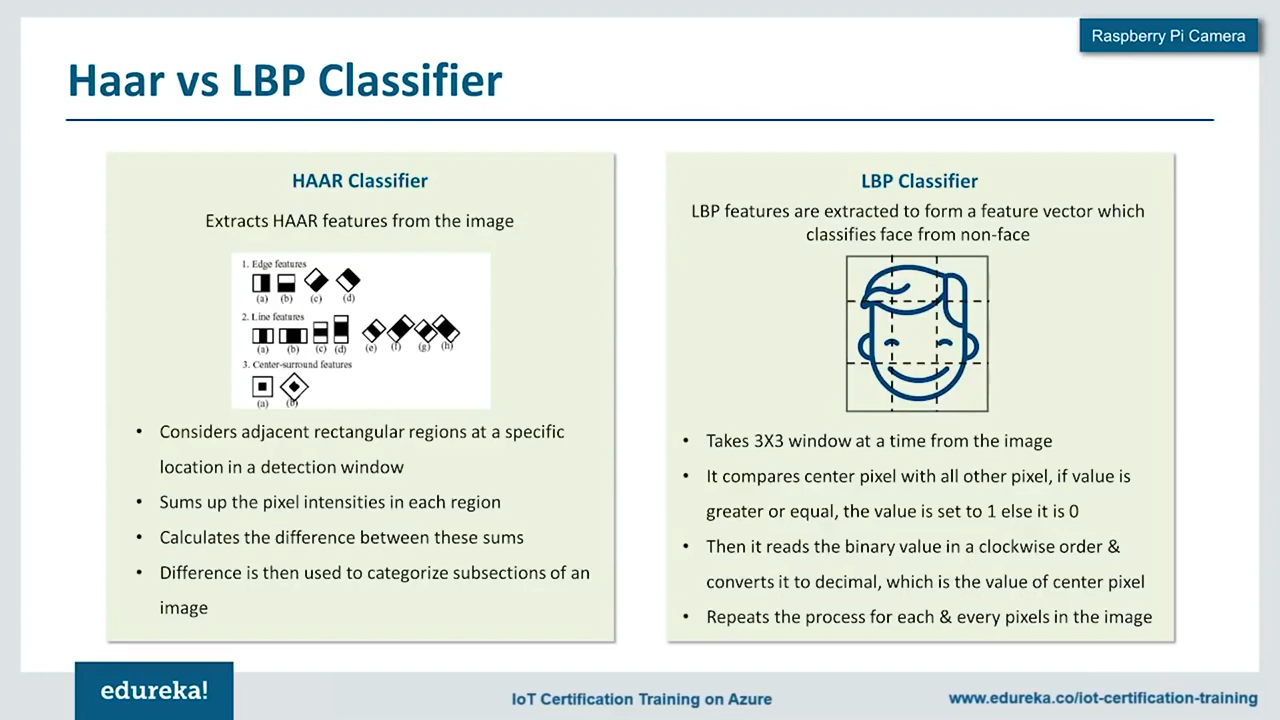 Raspberry Pi Camera
Haar vs LBP Classifier
HAAR Classifier
Extracts HAAR features from the image
1. Edge features
(a) (b) (c) (d)
2. Line features
(a) (b) (c) (d) (e) (f) (g) (h)
3. Center-surround features
(a) (b)
• Considers adjacent rectangular regions at a specific
location in a detection window
• Sums up the pixel intensities in each region
• Calculates the difference between these sums
• Difference is then used to categorize subsections of an
image
LBP Classifier
LBP features are extracted to form a feature vector which
classifies face from non-face
• Takes 3X3 window at a time from the image
• It compares center pixel with all other pixel, if value is
greater or equal, the value is set to 1 else it is 0
• Then it reads the binary value in a clockwise order &
converts it to decimal, which is the value of center pixel
• Repeats the process for each & every pixels in the image
edureka!
IoT Certification Training on Azure
www.edureka.co/iot-certification-training